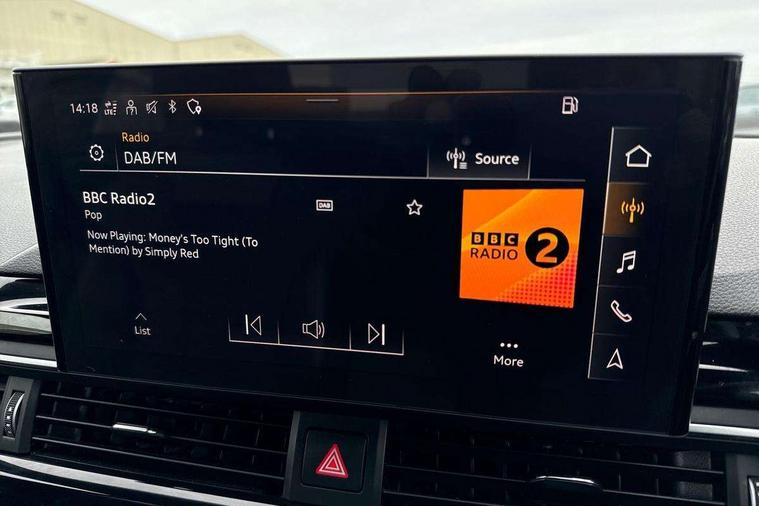 14:18 LTE
Radio
DAB/FM
Source
BBC Radio2
DAB
Pop
Now Playing: Money's Too Tight (To
Mention) by Simply Red
BBC
RADIO
2
List
More